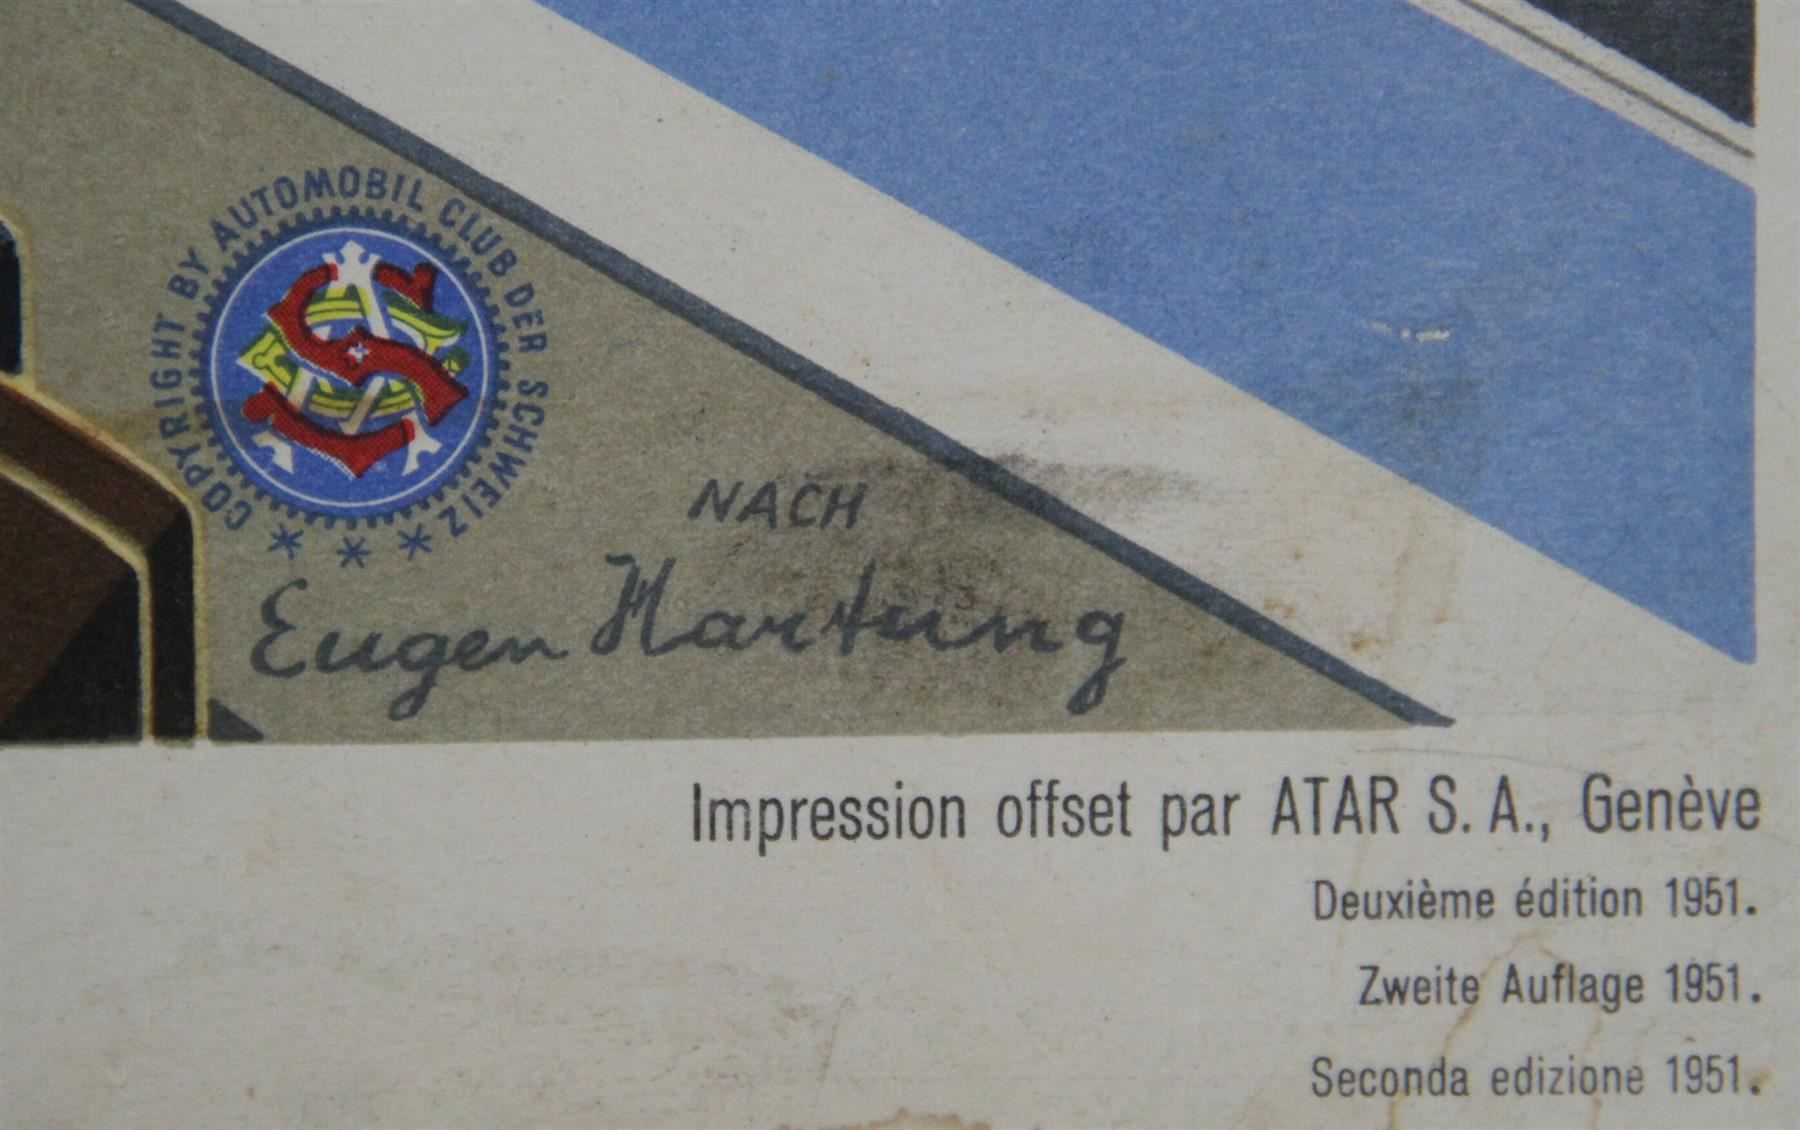 COPYRIGHT BY AUTOMOBIL CLUB DER SCHWEIZ ***
NACH
Eugen Hartung
Impression offset par ATAR S. A., Genève
Deuxième édition 1951.
Zweite Auflage 1951.
Seconda edizione 1951.